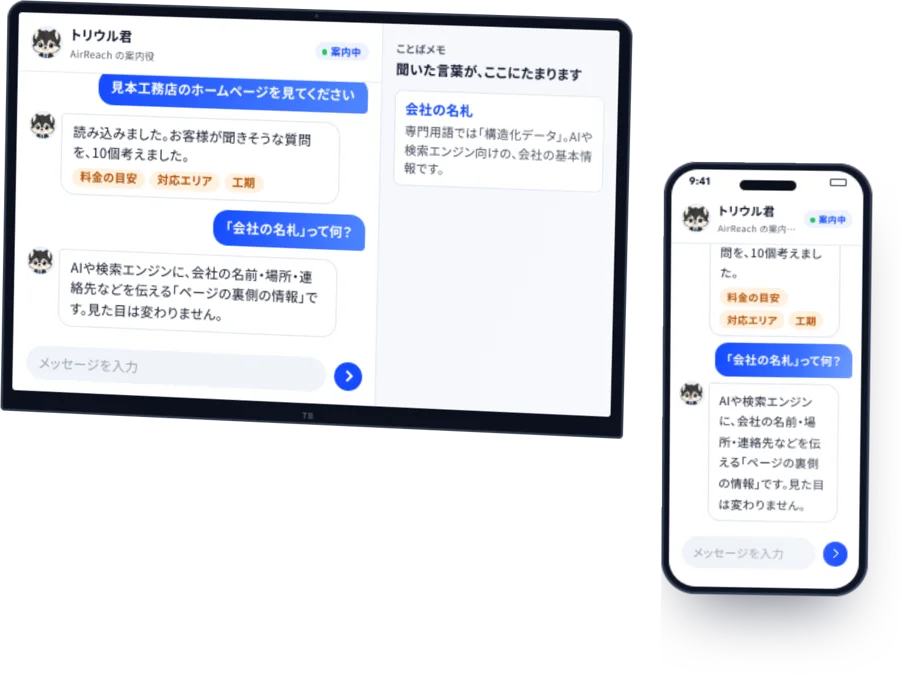 トリウル君
AirReach の案内役
案内中
見本工務店のホームページを見てください
読み込みました。お客様が聞きそうな質問
を、10個考えました。
料金の目安 対応エリア 工期
「会社の名札」って何？
AIや検索エンジンに、会社の名前・場所・連
絡先などを伝える「ページの裏側の情報」で
す。見た目は変わりません。
メッセージを入力
ことばメモ
聞いた言葉が、ここにたまります
会社の名札
専門用語では「構造化データ」。AIや
検索エンジン向けの、会社の基本情
報です。
TB
9:41
トリウル君
AirReach の案内…
案内中
問を、10個考えまし
た。
料金の目安
対応エリア 工期
「会社の名札」って何？
AIや検索エンジン
に、会社の名前・場
所・連絡先などを伝
える「ページの裏側
の情報」です。見た目
は変わりません。
メッセージを入力